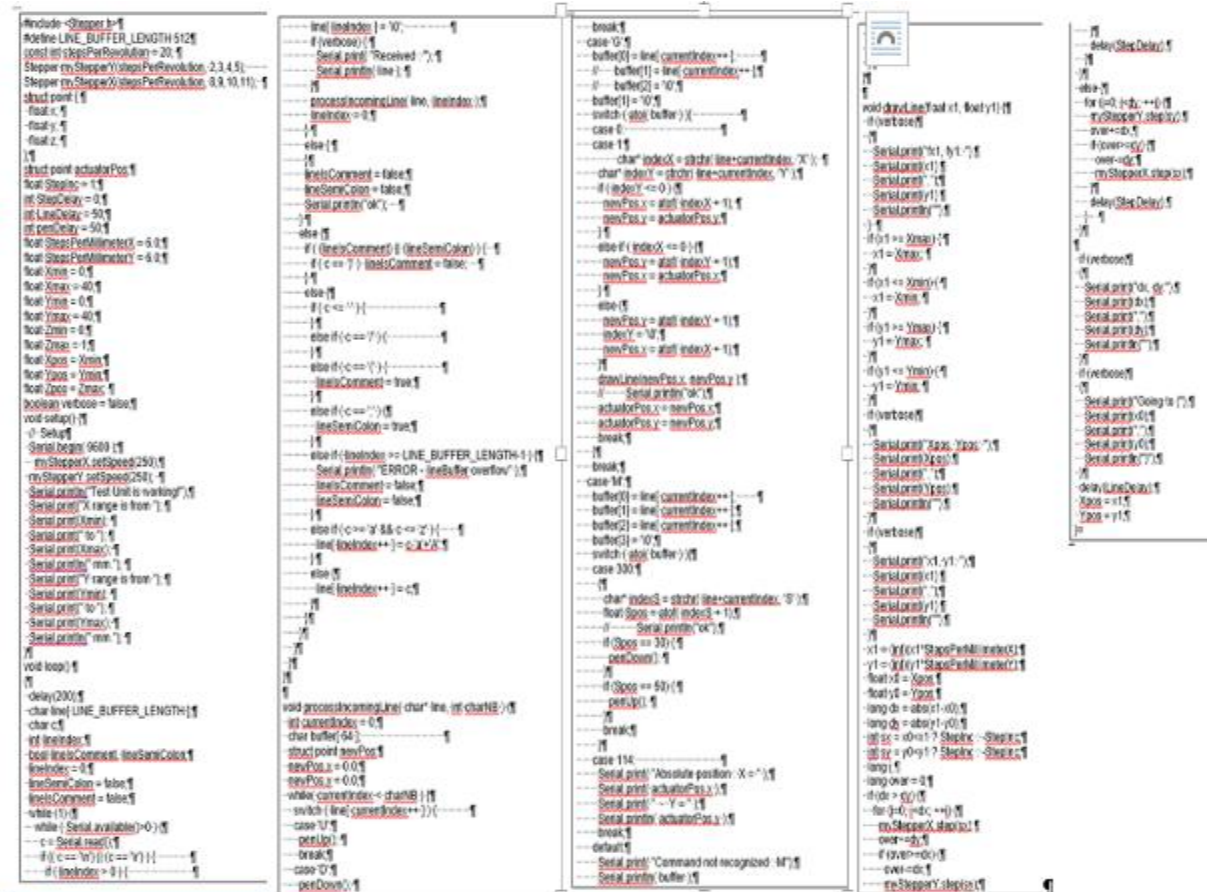 #include <Stepper.h>¶
#define LINE_BUFFER_LENGTH 512¶
const int stepsPerRevolution = 20; ¶
Stepper myStepperY(stepsPerRevolution, 2,3,4,5);
Stepper myStepperX(stepsPerRevolution, 8,9,10,11); ¶
struct point { ¶
float x; ¶
float y; ¶
float z; ¶
};¶
struct point actuatorPos;¶
float StepInc = 1;¶
int StepDelay = 0;¶
int LineDelay = 50;¶
int penDelay = 50;¶
float StepsPerMillimeterX = 6.0;¶
float StepsPerMillimeterY = 6.0;¶
float Xmin = 0;¶
float Xmax = 40;¶
float Ymin = 0;¶
float Ymax = 40;¶
float Zmin = 0;¶
float Zmax = 1;¶
float Xpos = Xmin;¶
float Ypos = Ymin;¶
float Zpos = Zmax; ¶
boolean verbose = false;¶
void setup() {¶
// Setup¶
Serial.begin( 9600 );¶
myStepperX.setSpeed(250);¶
myStepperY.setSpeed(250); ¶
Serial.println("Test Unit is working!");¶
Serial.print("X range is from "); ¶
Serial.print(Xmin); ¶
Serial.print(" to "); ¶
Serial.print(Xmax); ¶
Serial.println(" mm."); ¶
Serial.print("Y range is from "); ¶
Serial.print(Ymin); ¶
Serial.print(" to "); ¶
Serial.print(Ymax); ¶
Serial.println(" mm."); ¶
}¶
void loop() ¶
{¶
delay(200);¶
char line[ LINE_BUFFER_LENGTH ];¶
char c;¶
int lineIndex;¶
bool lineIsComment, lineSemiColon;¶
lineIndex = 0;¶
lineSemiColon = false;¶
lineIsComment = false;¶
while (1) {¶
while ( Serial.available()>0 ) {¶
c = Serial.read();¶
if (( c == '\n') || (c == '\r') ) { ¶
if ( lineIndex > 0 ) { ¶
line[ lineIndex ] = '\0'; ¶
if (verbose) { ¶
Serial.print( "Received : "); ¶
Serial.println( line ); ¶
}¶
processIncomingLine( line, lineIndex );¶
lineIndex = 0;¶
} ¶
else { ¶
}¶
lineIsComment = false;¶
lineSemiColon = false;¶
Serial.println("ok"); ¶
} ¶
else {¶
if ( (lineIsComment) || (lineSemiColon) ) { ¶
if ( c == ')' ) lineIsComment = false; ¶
} ¶
else {¶
if ( c <= ' ' ) { ¶
} ¶
else if ( c == '/' ) { ¶
} ¶
else if ( c == '(' ) {¶
lineIsComment = true;¶
} ¶
else if ( c == ';' ) {¶
lineSemiColon = true;¶
} ¶
else if ( lineIndex >= LINE_BUFFER_LENGTH-1 ) {¶
Serial.println( "ERROR - lineBuffer overflow" );¶
lineIsComment = false;¶
lineSemiColon = false;¶
} ¶
else if ( c >= 'a' && c <= 'z' ) { ¶
line[ lineIndex++ ] = c-'a'+'A';¶
} ¶
else {¶
line[ lineIndex++ ] = c;¶
}¶
}¶
}¶
}¶
}¶
}¶
void processIncomingLine( char* line, int charNB ) {¶
int currentIndex = 0;¶
char buffer[ 64 ]; ¶
struct point newPos;¶
newPos.x = 0.0;¶
newPos.y = 0.0;¶
while( currentIndex < charNB ) {¶
switch ( line[ currentIndex++ ] ) { ¶
case 'U': ¶
penUp(); ¶
break; ¶
case 'D': ¶
penDown(); ¶
break; ¶
case 'G':¶
buffer[0] = line[ currentIndex++ ]; ¶
// buffer[1] = line[ currentIndex++ ];¶
// buffer[2] = '\0';¶
buffer[1] = '\0';¶
switch ( atoi( buffer ) ){ ¶
case 0: ¶
case 1:¶
char* indexX = strchr( line+currentIndex, 'X' ); ¶
char* indexY = strchr( line+currentIndex, 'Y' );¶
if ( indexY <= 0 ) {¶
newPos.x = atof( indexX + 1); ¶
newPos.y = actuatorPos.y;¶
} ¶
else if ( indexX <= 0 ) {¶
newPos.y = atof( indexY + 1);¶
newPos.x = actuatorPos.x;¶
} ¶
else {¶
newPos.y = atof( indexY + 1);¶
indexY = '\0';¶
newPos.x = atof( indexX + 1);¶
}¶
drawLine(newPos.x, newPos.y );¶
// Serial.println("ok");¶
actuatorPos.x = newPos.x;¶
actuatorPos.y = newPos.y;¶
break;¶
}¶
break;¶
case 'M':¶
buffer[0] = line[ currentIndex++ ]; ¶
buffer[1] = line[ currentIndex++ ];¶
buffer[2] = line[ currentIndex++ ];¶
buffer[3] = '\0';¶
switch ( atoi( buffer ) ){¶
case 300:¶
{¶
char* indexS = strchr( line+currentIndex, 'S' );¶
float Spos = atof( indexS + 1);¶
// Serial.println("ok");¶
if (Spos == 30) { ¶
penDown(); ¶
}¶
if (Spos == 50) { ¶
penUp(); ¶
}¶
break;¶
}¶
case 114: ¶
Serial.print( "Absolute position : X = " );¶
Serial.print( actuatorPos.x );¶
Serial.print( " - Y = " );¶
Serial.println( actuatorPos.y );¶
break;¶
default:¶
Serial.print( "Command not recognized : M");¶
Serial.println( buffer );¶
¶
}¶
}¶
void drawLine(float x1, float y1) {¶
if (verbose)¶
{¶
Serial.print("fx1, fy1: ");¶
Serial.print(x1);¶
Serial.print(",");¶
Serial.print(y1);¶
Serial.println("");¶
} ¶
if (x1 >= Xmax) { ¶
x1 = Xmax; ¶
}¶
if (x1 <= Xmin) { ¶
x1 = Xmin; ¶
}¶
if (y1 >= Ymax) { ¶
y1 = Ymax; ¶
}¶
if (y1 <= Ymin) { ¶
y1 = Ymin; ¶
}¶
if (verbose)¶
{¶
Serial.print("Xpos, Ypos: ");¶
Serial.print(Xpos);¶
Serial.print(",");¶
Serial.print(Ypos);¶
Serial.println("");¶
}¶
if (verbose)¶
{¶
Serial.print("x1, y1: ");¶
Serial.print(x1);¶
Serial.print(",");¶
Serial.print(y1);¶
Serial.println("");¶
}¶
x1 = (int)(x1*StepsPerMillimeterX);¶
y1 = (int)(y1*StepsPerMillimeterY);¶
float x0 = Xpos;¶
float y0 = Ypos;¶
long dx = abs(x1-x0);¶
long dy = abs(y1-y0);¶
int sx = x0<x1 ? StepInc : -StepInc;¶
int sy = y0<y1 ? StepInc : -StepInc;¶
long i; ¶
long over = 0;¶
if (dx > dy) {¶
for (i=0; i<dx; ++i) {¶
myStepperX.step(sx); ¶
over+=dy;¶
if (over>=dx) {¶
over-=dx;¶
myStepperY.step(sy);¶ ¶
}¶
delay(StepDelay);¶
}¶
else {¶
for (i=0; i<dy; ++i) {¶
myStepperY.step(sy);¶
over+=dx;¶
if (over>=dy) {¶
over-=dy;¶
myStepperX.step(sx);¶
}¶
delay(StepDelay);¶
} ¶
}¶
if (verbose)¶
{¶
Serial.print("dx, dy:");¶
Serial.print(dx);¶
Serial.print(",");¶
Serial.print(dy);¶
Serial.println("");¶
}¶
if (verbose)¶
{¶
Serial.print("Going to (");¶
Serial.print(x0);¶
Serial.print(",");¶
Serial.print(y0);¶
Serial.println(")");¶
}¶
delay(LineDelay);¶
Xpos = x1;¶
Ypos = y1;¶
}